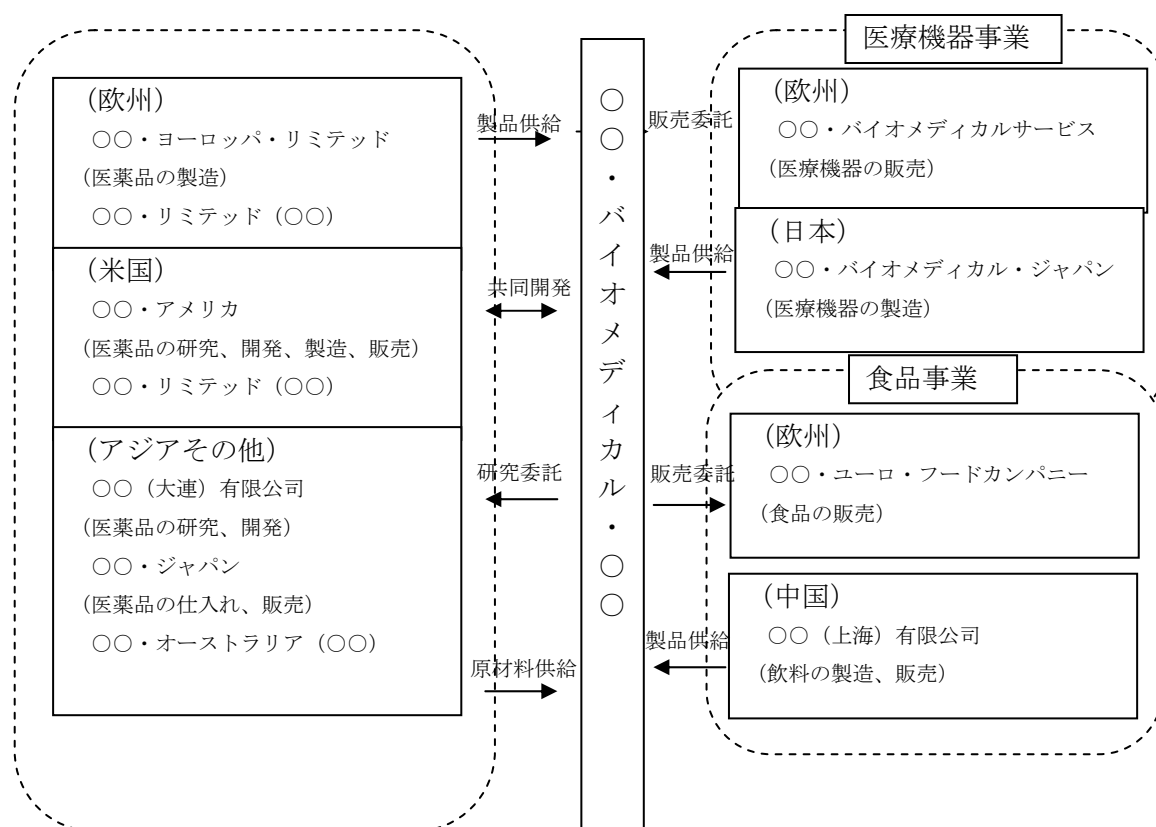 (欧州)
○○・ヨーロッパ・リミテッド
(医薬品の製造)
○○・リミテッド（○○）
(米国)
○○・アメリカ
(医薬品の研究、開発、製造、販売)
○○・リミテッド（○○）
(アジアその他)
○○（大連）有限公司
(医薬品の研究、開発)
○○・ジャパン
(医薬品の仕入れ、販売)
○○・オーストラリア（○○）
製品供給
共同開発
研究委託
原材料供給
○○・バイオメディカル・○○
販売委託
製品供給
販売委託
製品供給
医療機器事業
(欧州)
○○・バイオメディカルサービス
(医療機器の販売)
(日本)
○○・バイオメディカル・ジャパン
(医療機器の製造)
食品事業
(欧州)
○○・ユーロ・フードカンパニー
(食品の販売)
(中国)
○○（上海）有限公司
(飲料の製造、販売)